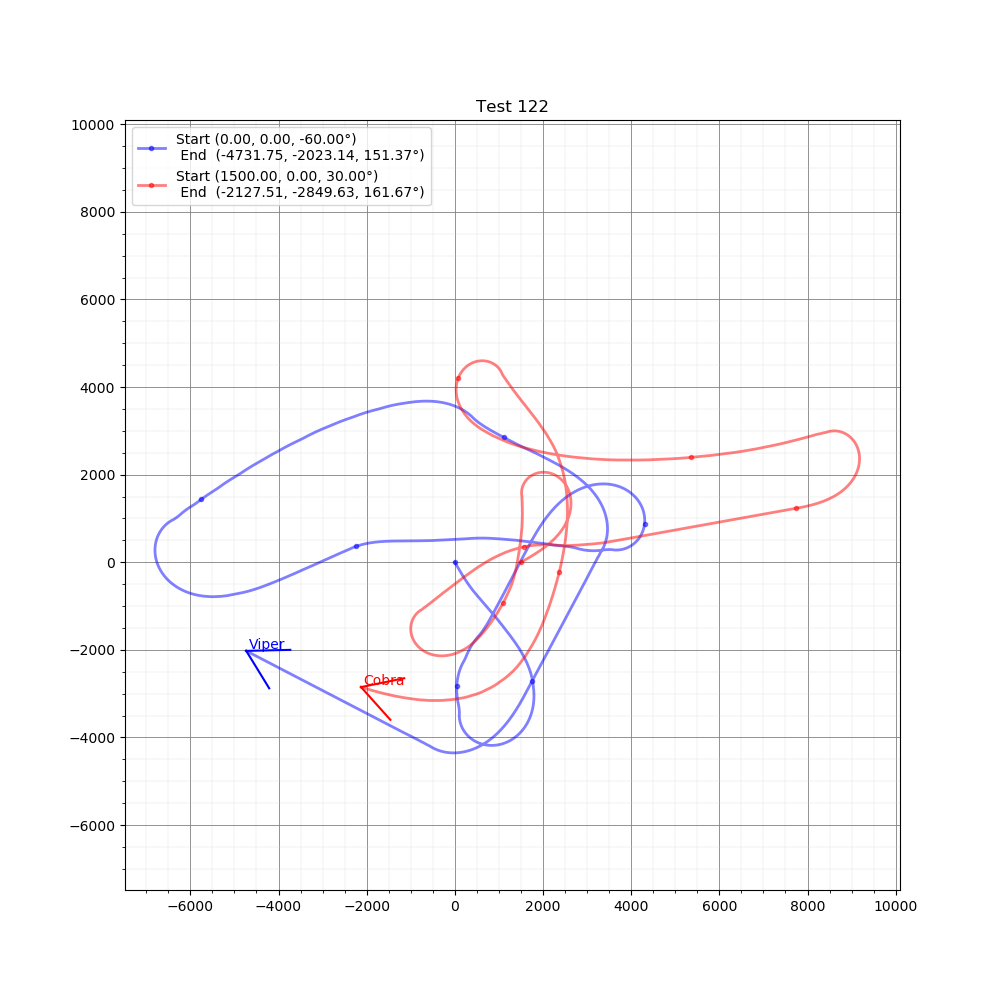 Test 122
Start (0.00, 0.00, -60.00°)
End (-4731.75, -2023.14, 151.37°)
Start (1500.00, 0.00, 30.00°)
End (-2127.51, -2849.63, 161.67°)
10000
8000
6000
4000
2000
0
−2000
−4000
−6000
Viper
Cobra
−6000 −4000 −2000 0 2000 4000 6000 8000 10000